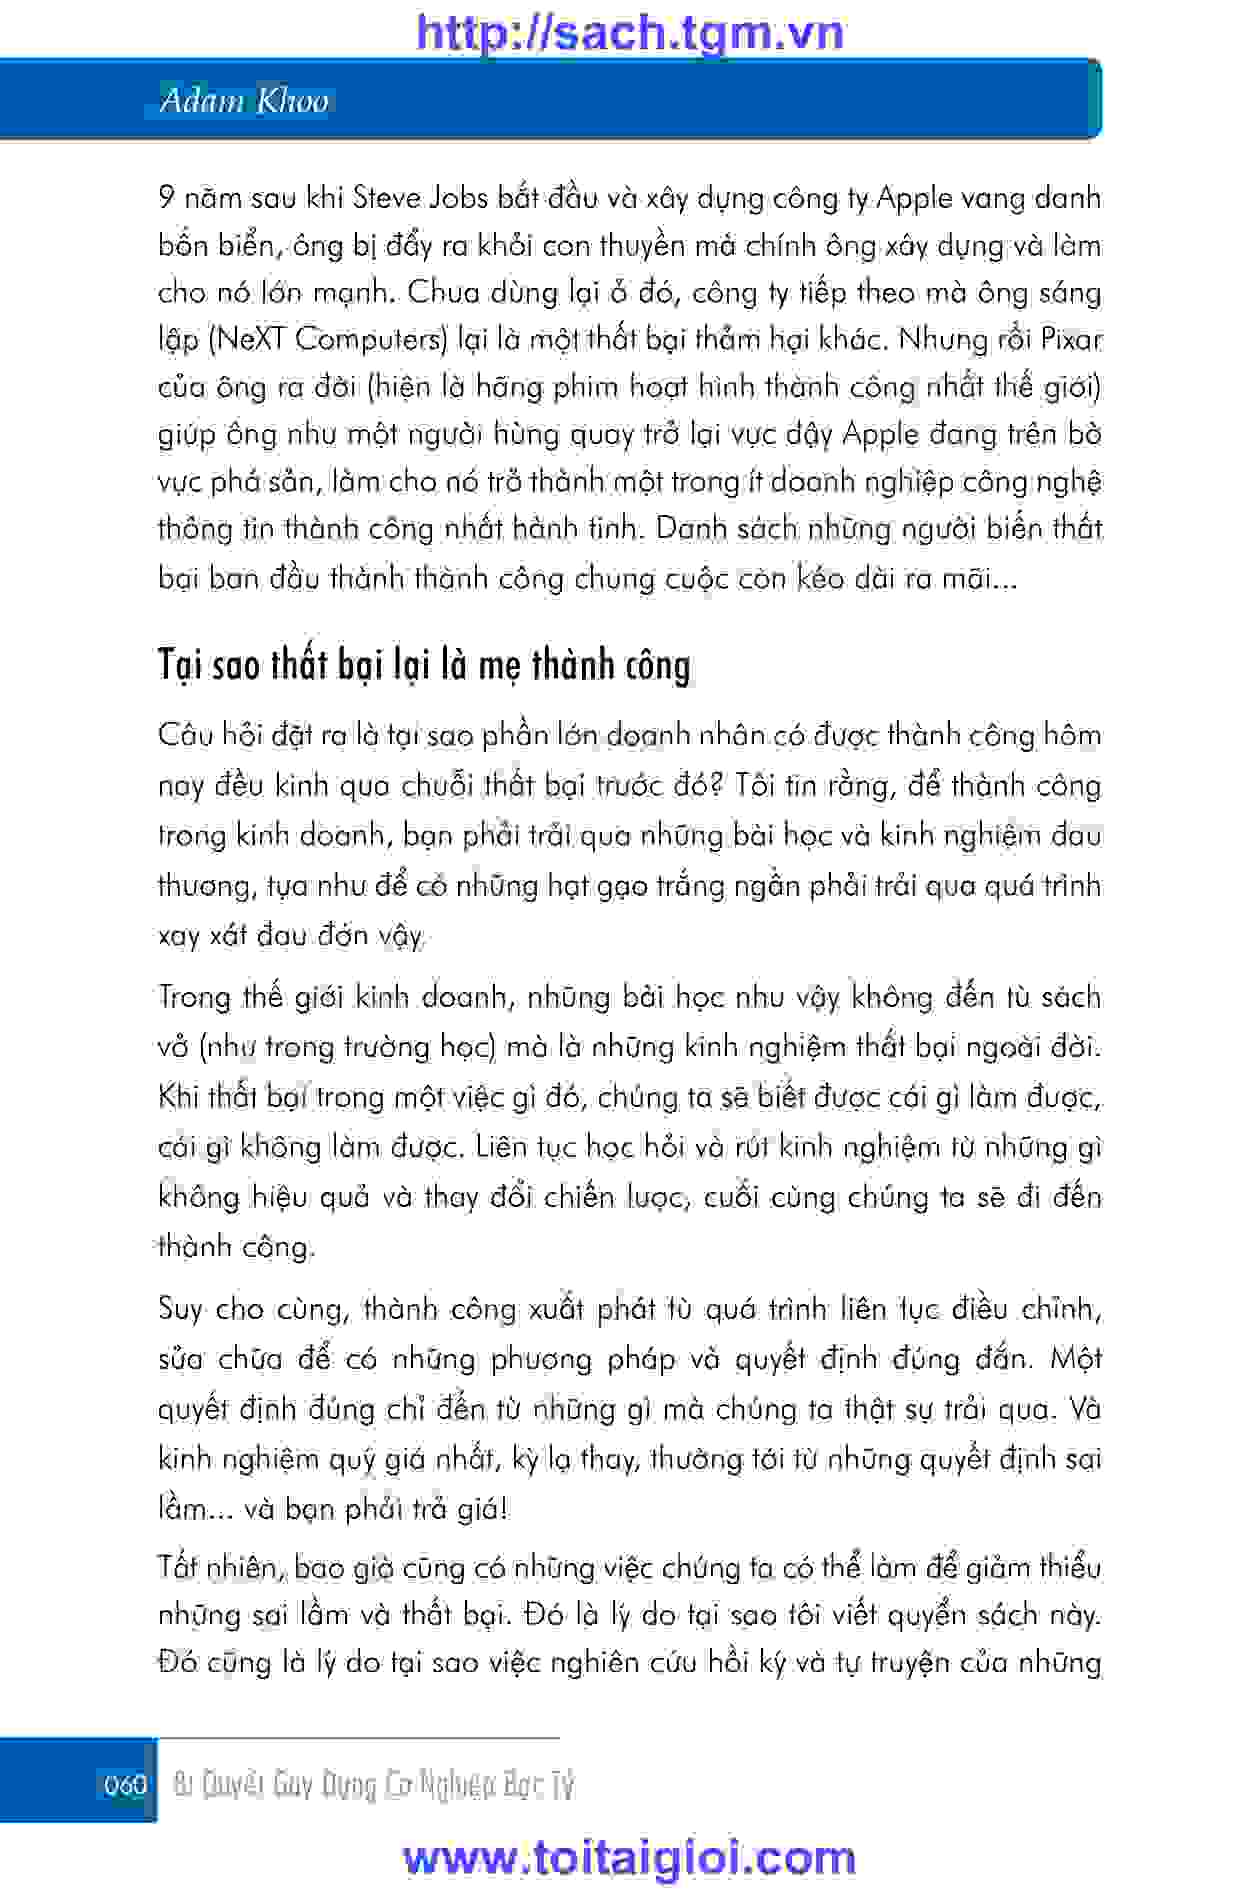 http://sach.tgm.vn
Adam Khoo
9 năm sau khi Steve Jobs bắt đầu và xây dựng công ty Apple vang danh
bốn biển, ông bị đẩy ra khỏi con thuyền mà chính ông xây dựng và làm
cho nó lớn mạnh. Chưa dừng lại ở đó, công ty tiếp theo mà ông sáng
lập (NeXT Computers) lại là một thất bại thảm hại khác. Nhưng rồi Pixar
của ông ra đời (hiện là hãng phim hoạt hình thành công nhất thế giới)
giúp ông như một người hùng quay trở lại vực dậy Apple đang trên bờ
vực phá sản, làm cho nó trở thành một trong ít doanh nghiệp công nghệ
thông tin thành công nhất hành tinh. Danh sách những người biến thất
bại ban đầu thành thành công chung cuộc còn kéo dài ra mãi...
Tại sao thất bại lại là mẹ thành công
Câu hỏi đặt ra là tại sao phần lớn doanh nhân có được thành công hôm
nay đều kinh qua chuỗi thất bại trước đó? Tôi tin rằng, để thành công
trong kinh doanh, bạn phải trải qua những bài học và kinh nghiệm đau
thương, tựa như để có những hạt gạo trắng ngần phải trải qua quá trình
xay xát đau đớn vậy.
Trong thế giới kinh doanh, những bài học như vậy không đến từ sách
vở (như trong trường học) mà là những kinh nghiệm thất bại ngoài đời.
Khi thất bại trong một việc gì đó, chúng ta sẽ biết được cái gì làm được,
cái gì không làm được. Liên tục học hỏi và rút kinh nghiệm từ những gì
không hiệu quả và thay đổi chiến lược, cuối cùng chúng ta sẽ đi đến
thành công.
Suy cho cùng, thành công xuất phát từ quá trình liên tục điều chỉnh,
sửa chữa để có những phương pháp và quyết định đúng đắn. Một
quyết định đúng chỉ đến từ những gì mà chúng ta thật sự trải qua. Và
kinh nghiệm quý giá nhất, kỳ lạ thay, thường tới từ những quyết định sai
lầm... và bạn phải trả giá!
Tất nhiên, bao giờ cũng có những việc chúng ta có thể làm để giảm thiểu
những sai lầm và thất bại. Đó là lý do tại sao tôi viết quyển sách này.
Đó cũng là lý do tại sao việc nghiên cứu hồi ký và tự truyện của những
060 Bí Quyết Gây Dựng Cơ Nghiệp Bạc Tỷ
www.toitaigioi.com